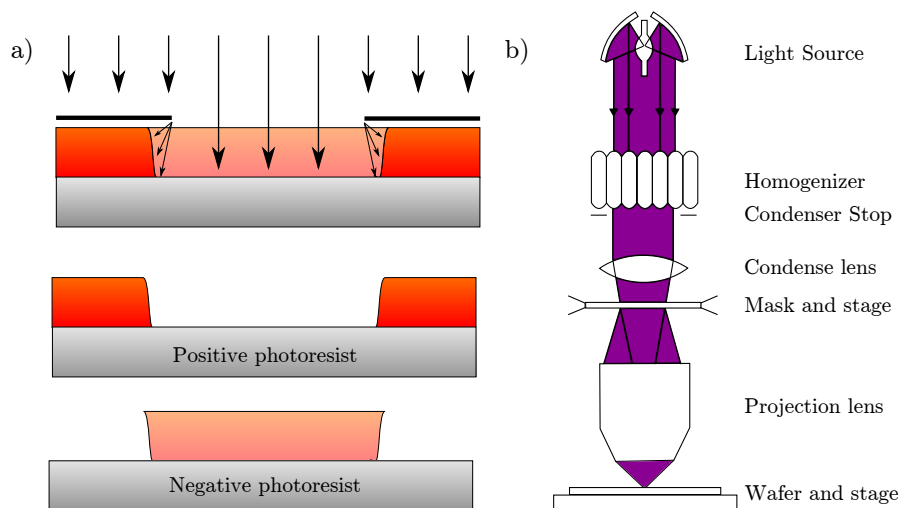 a)
Positive photoresist
Negative photoresist
b)
Light Source
Homogenizer
Condenser Stop
Condense lens
Mask and stage
Projection lens
Wafer and stage